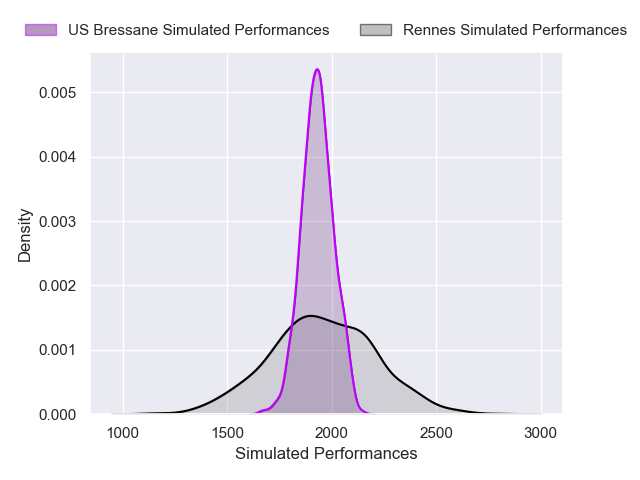 US Bressane Simulated Performances Rennes Simulated Performances
0.005
0.004
0.003
0.002
0.001
0.000
Density
1000 1500 2000 2500 3000
Simulated Performances